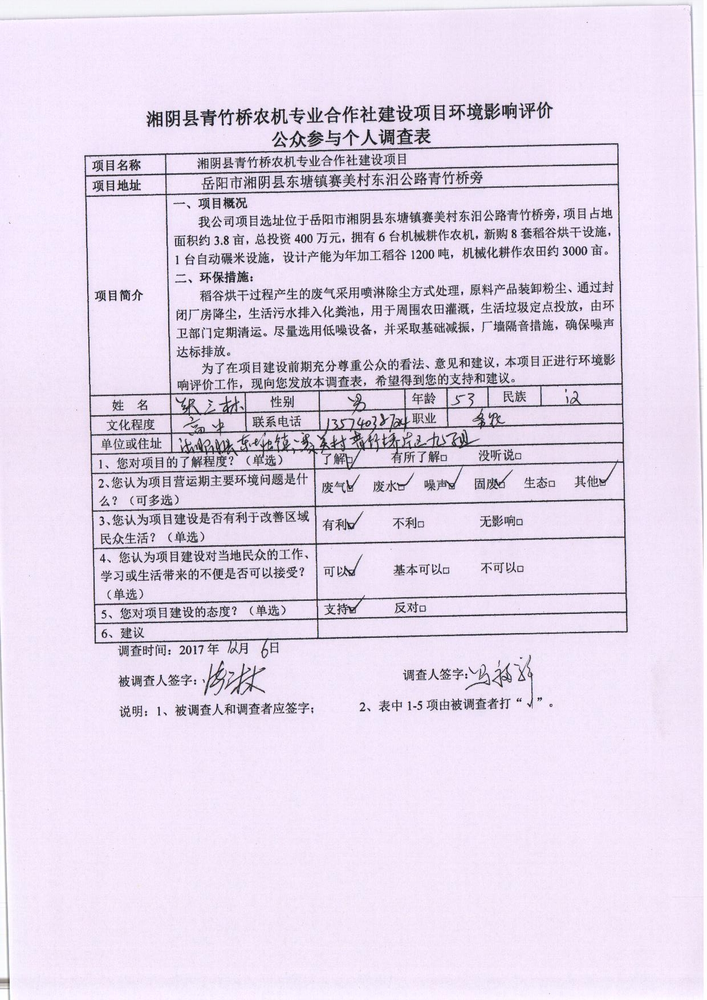 湘阴县青竹桥农机专业合作社建设项目环境影响评价
公众参与个人调查表
项目名称 湘阴县青竹桥农机专业合作社建设项目
项目地址 岳阳市湘阴县东塘镇赛美村东汨公路青竹桥旁
项目简介
一、项目概况
我公司项目选址位于岳阳市湘阴县东塘镇赛美村东汨公路青竹桥旁，项目占地
面积约 3.8 亩，总投资 400 万元，拥有 6 台机械耕作农机，新购 8 套稻谷烘干设施，
1 台自动碾米设施，设计产能为年加工稻谷 1200 吨，机械化耕作农田约 3000 亩。
二、环保措施：
稻谷烘干过程产生的废气采用喷淋除尘方式处理，原料产品装卸粉尘、通过封
闭厂房降尘，生活污水排入化粪池，用于周围农田灌溉，生活垃圾定点投放，由环
卫部门定期清运。尽量选用低噪设备，并采取基础减振，厂墙隔音措施，确保噪声
达标排放。
为了在项目建设前期充分尊重公众的看法、意见和建议，本项目正进行环境影
响评价工作，现向您发放本调查表，希望得到您的支持和建议。
姓 名 三林 性别 男 年龄 53 民族 汉
文化程度 高中 联系电话 职业 务农
单位或住址 湘阴县东塘镇赛美村青竹桥片区九组
1、您对项目的了解程度？（单选） 了解☑ 有所了解□ 没听说□
2、您认为项目营运期主要环境问题是什
么？（可多选） 废气☑ 废水☑ 噪声☑ 固废☑ 生态□ 其他☑
3、您认为项目建设是否有利于改善区域
民众生活？（单选） 有利☑ 不利□ 无影响□
4、您认为项目建设对当地民众的工作、
学习或生活带来的不便是否可以接受？
（单选） 可以☑ 基本可以□ 不可以□
5、您对项目建设的态度？（单选） 支持☑ 反对□
6、建议
调查时间：2017 年 12月 6日
被调查人签字： 三林 调查人签字：冯福祥
说明：1、被调查人和调查者应签字； 2、表中 1-5 项由被调查者打“√”。